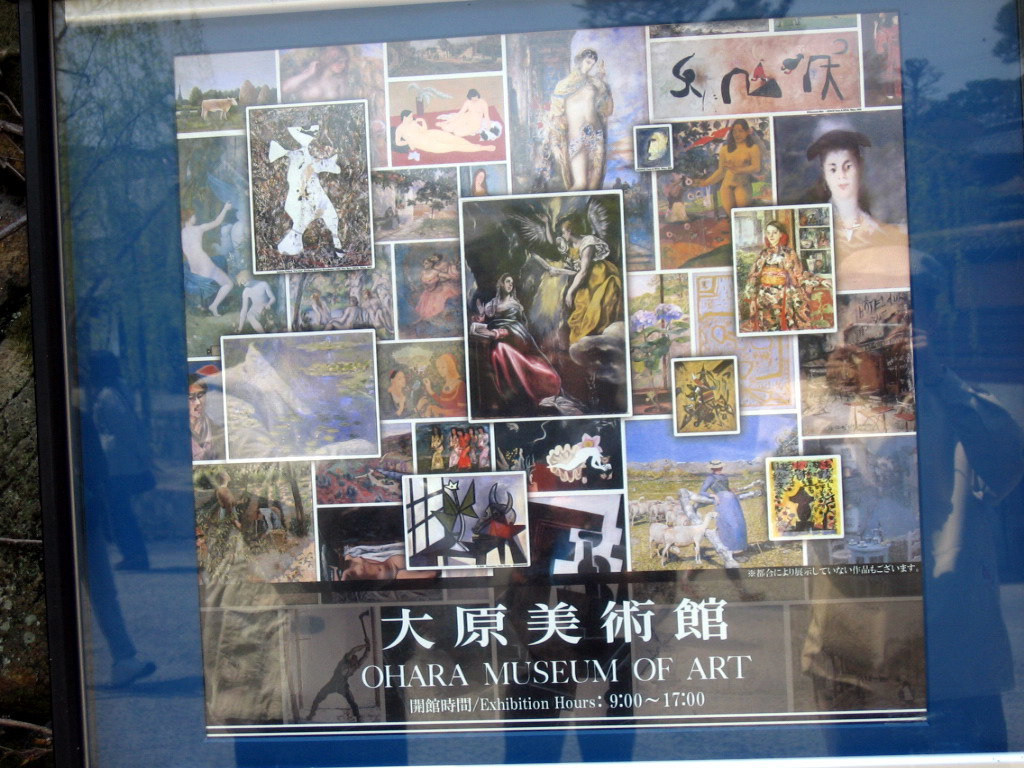 ※都合により展示していない作品もございます。
大原美術館
OHARA MUSEUM OF ART
開館時間/Exhibition Hours: 9:00～17:00